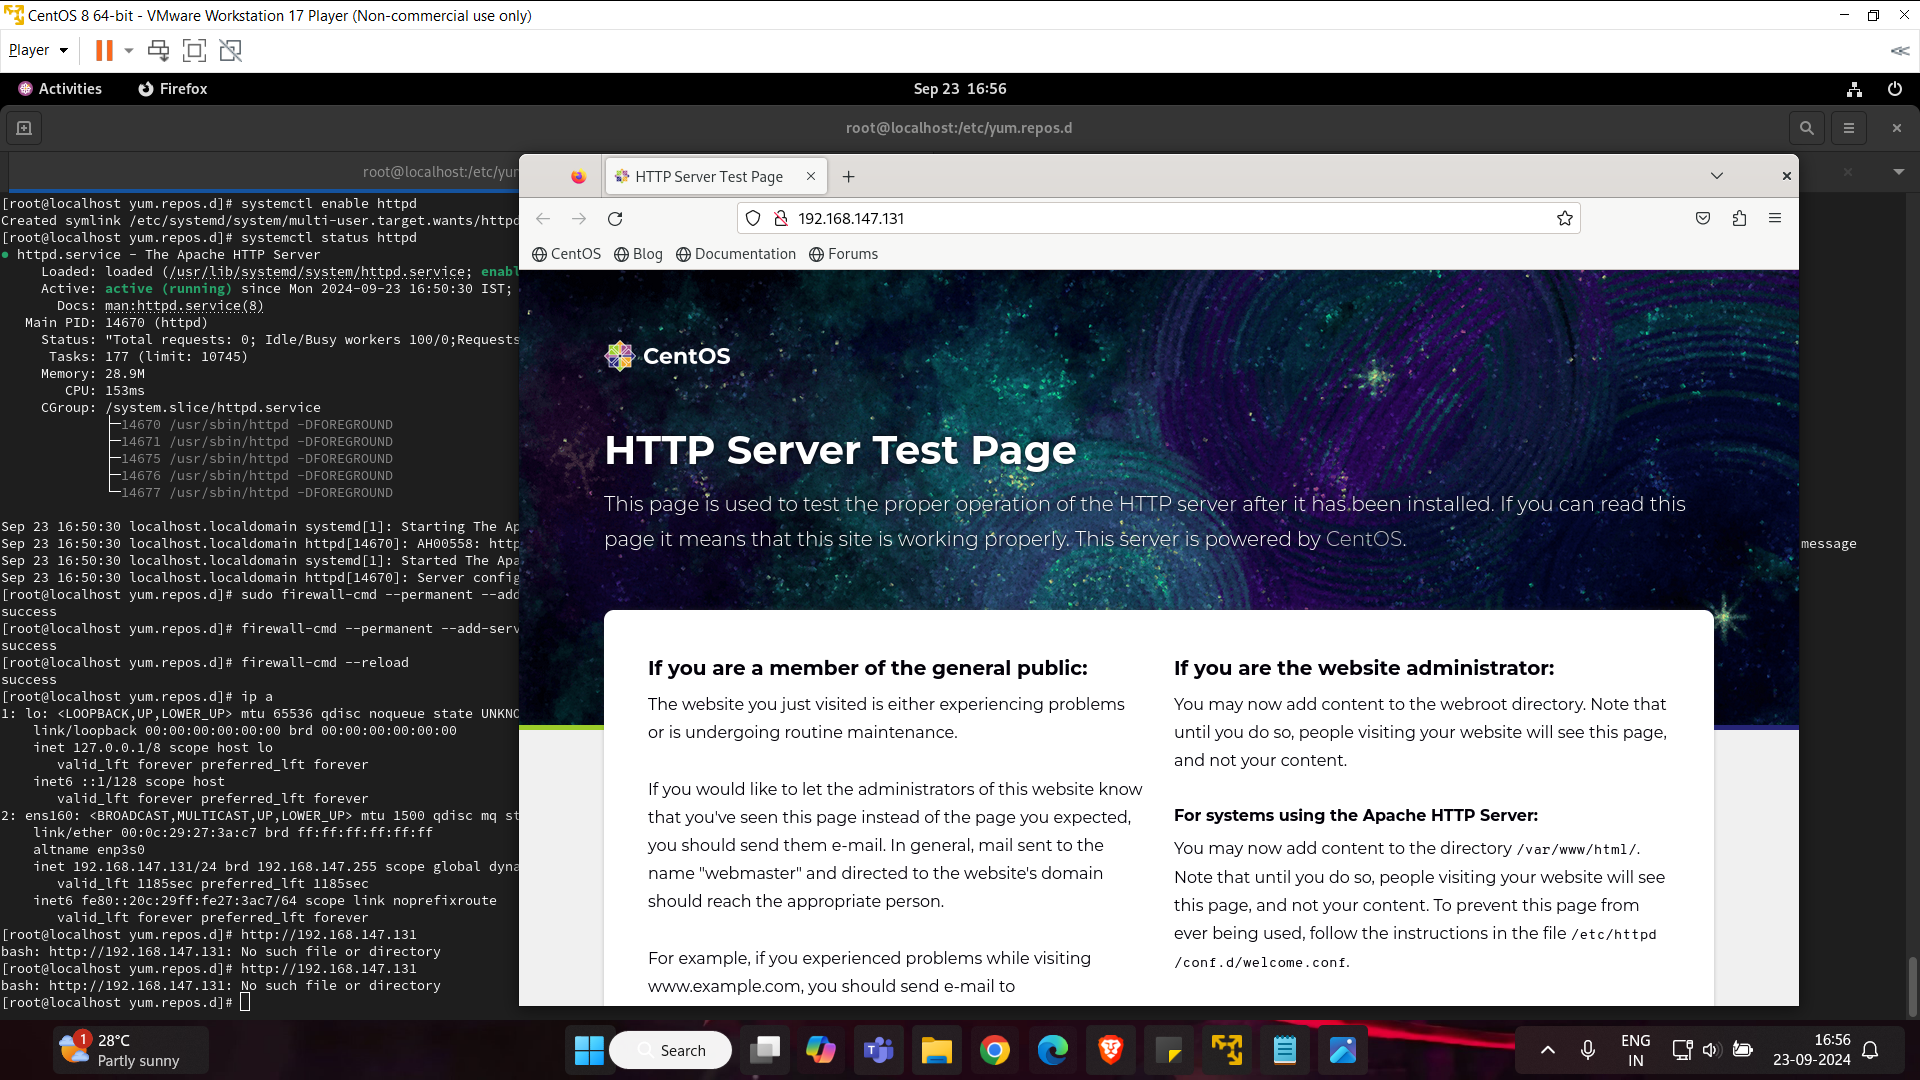 CentOS 8 64-bit - VMware Workstation 17 Player (Non-commercial use only)
Player
Activities
Firefox
Sep 23 16:56
root@localhost:/etc/yum.repos.d
root@localhost:/etc/yum
[root@localhost yum.repos.d]# systemctl enable httpd
Created symlink /etc/systemd/system/multi-user.target.wants/httpd
[root@localhost yum.repos.d]# systemctl status httpd
● httpd.service - The Apache HTTP Server
Loaded: loaded (/usr/lib/systemd/system/httpd.service; enabl
Active: active (running) since Mon 2024-09-23 16:50:30 IST;
Docs: man:httpd.service(8)
Main PID: 14670 (httpd)
Status: "Total requests: 0; Idle/Busy workers 100/0;Requests
Tasks: 177 (limit: 10745)
Memory: 28.9M
CPU: 153ms
CGroup: /system.slice/httpd.service
├─14670 /usr/sbin/httpd -DFOREGROUND
├─14671 /usr/sbin/httpd -DFOREGROUND
├─14675 /usr/sbin/httpd -DFOREGROUND
├─14676 /usr/sbin/httpd -DFOREGROUND
└─14677 /usr/sbin/httpd -DFOREGROUND
Sep 23 16:50:30 localhost.localdomain systemd[1]: Starting The Ap
Sep 23 16:50:30 localhost.localdomain httpd[14670]: AH00558: http
message
Sep 23 16:50:30 localhost.localdomain systemd[1]: Started The Apa
Sep 23 16:50:30 localhost.localdomain httpd[14670]: Server config
[root@localhost yum.repos.d]# sudo firewall-cmd --permanent --add
success
[root@localhost yum.repos.d]# firewall-cmd --permanent --add-serv
success
[root@localhost yum.repos.d]# firewall-cmd --reload
success
[root@localhost yum.repos.d]# ip a
1: lo: <LOOPBACK,UP,LOWER_UP> mtu 65536 qdisc noqueue state UNKNO
link/loopback 00:00:00:00:00:00 brd 00:00:00:00:00:00
inet 127.0.0.1/8 scope host lo
valid_lft forever preferred_lft forever
inet6 ::1/128 scope host
valid_lft forever preferred_lft forever
2: ens160: <BROADCAST,MULTICAST,UP,LOWER_UP> mtu 1500 qdisc mq st
link/ether 00:0c:29:27:3a:c7 brd ff:ff:ff:ff:ff:ff
altname enp3s0
inet 192.168.147.131/24 brd 192.168.147.255 scope global dyna
valid_lft 1185sec preferred_lft 1185sec
inet6 fe80::20c:29ff:fe27:3ac7/64 scope link noprefixroute
valid_lft forever preferred_lft forever
[root@localhost yum.repos.d]# http://192.168.147.131
bash: http://192.168.147.131: No such file or directory
[root@localhost yum.repos.d]# http://192.168.147.131
bash: http://192.168.147.131: No such file or directory
[root@localhost yum.repos.d]#
HTTP Server Test Page
192.168.147.131
CentOS
Blog
Documentation
Forums
CentOS
HTTP Server Test Page
This page is used to test the proper operation of the HTTP server after it has been installed. If you can read this
page it means that this site is working properly. This server is powered by CentOS.
If you are a member of the general public:
The website you just visited is either experiencing problems
or is undergoing routine maintenance.
If you would like to let the administrators of this website know
that you've seen this page instead of the page you expected,
you should send them e-mail. In general, mail sent to the
name "webmaster" and directed to the website's domain
should reach the appropriate person.
For example, if you experienced problems while visiting
www.example.com, you should send e-mail to
If you are the website administrator:
You may now add content to the webroot directory. Note that
until you do so, people visiting your website will see this page,
and not your content.
For systems using the Apache HTTP Server:
You may now add content to the directory /var/www/html/.
Note that until you do so, people visiting your website will see
this page, and not your content. To prevent this page from
ever being used, follow the instructions in the file /etc/httpd
/conf.d/welcome.conf.
1
28°C
Partly sunny
Search
ENG
IN
16:56
23-09-2024